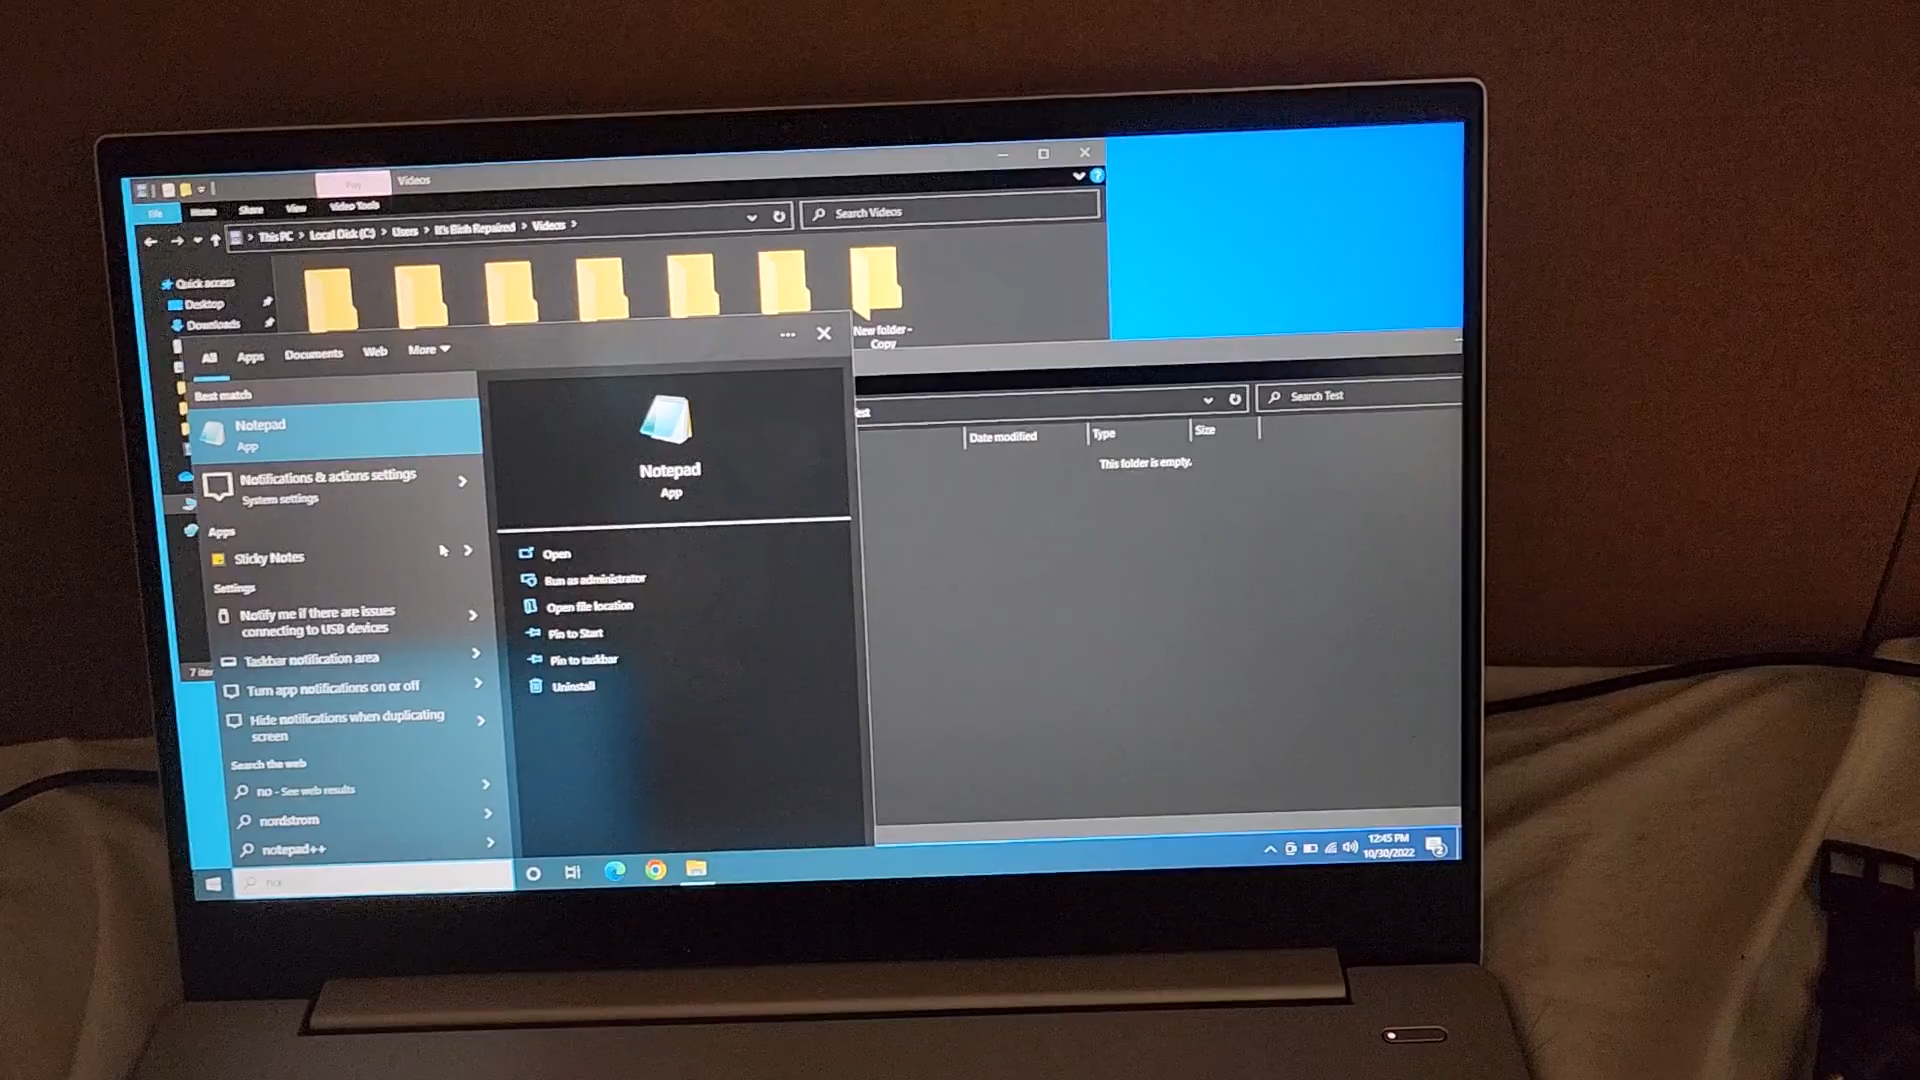 Play
Videos
File
Home
Share
View
Video Tools
This PC > Local Disk (C:) > Users > It's Binh Repaired > Videos >
Search Videos
Quick access
Desktop
Downloads
New folder - Copy
7 ite
All
Apps
Documents
Web
More
Best match
Notepad
App
Notifications & actions settings
System settings
Apps
Sticky Notes
Settings
Notify me if there are issues
connecting to USB devices
Taskbar notification area
Turn app notifications on or off
Hide notifications when duplicating
screen
Search the web
no - See web results
nordstrom
notepad++
Notepad
App
Open
Run as administrator
Open file location
Pin to Start
Pin to taskbar
Uninstall
est
Search Test
Date modified
Type
Size
This folder is empty.
12:45 PM
10/30/2022
2